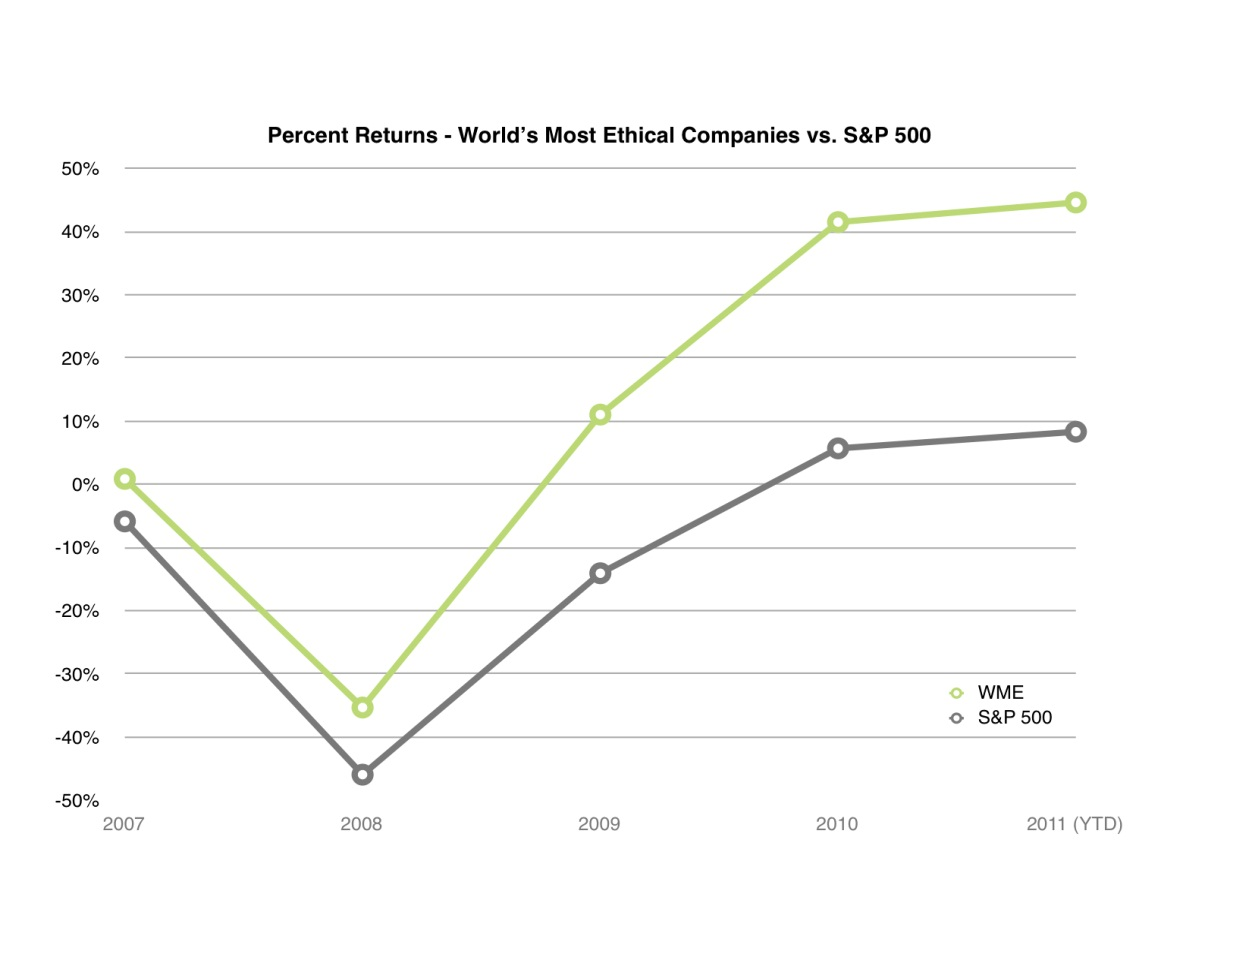 Percent Returns - World’s Most Ethical Companies vs. S&P 500
50%
40%
30%
20%
10%
0%
-10%
-20%
-30%
-40%
-50%
WME
S&P 500
2007 2008 2009 2010 2011 (YTD)